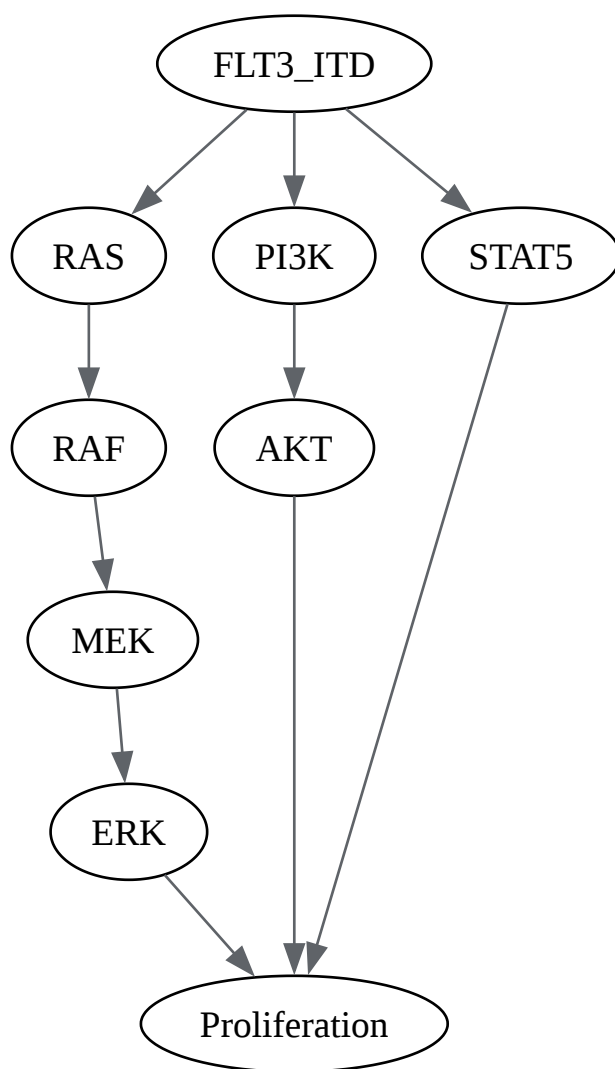 FLT3_ITD
RAS PI3K STAT5
RAF AKT
MEK
ERK
Proliferation